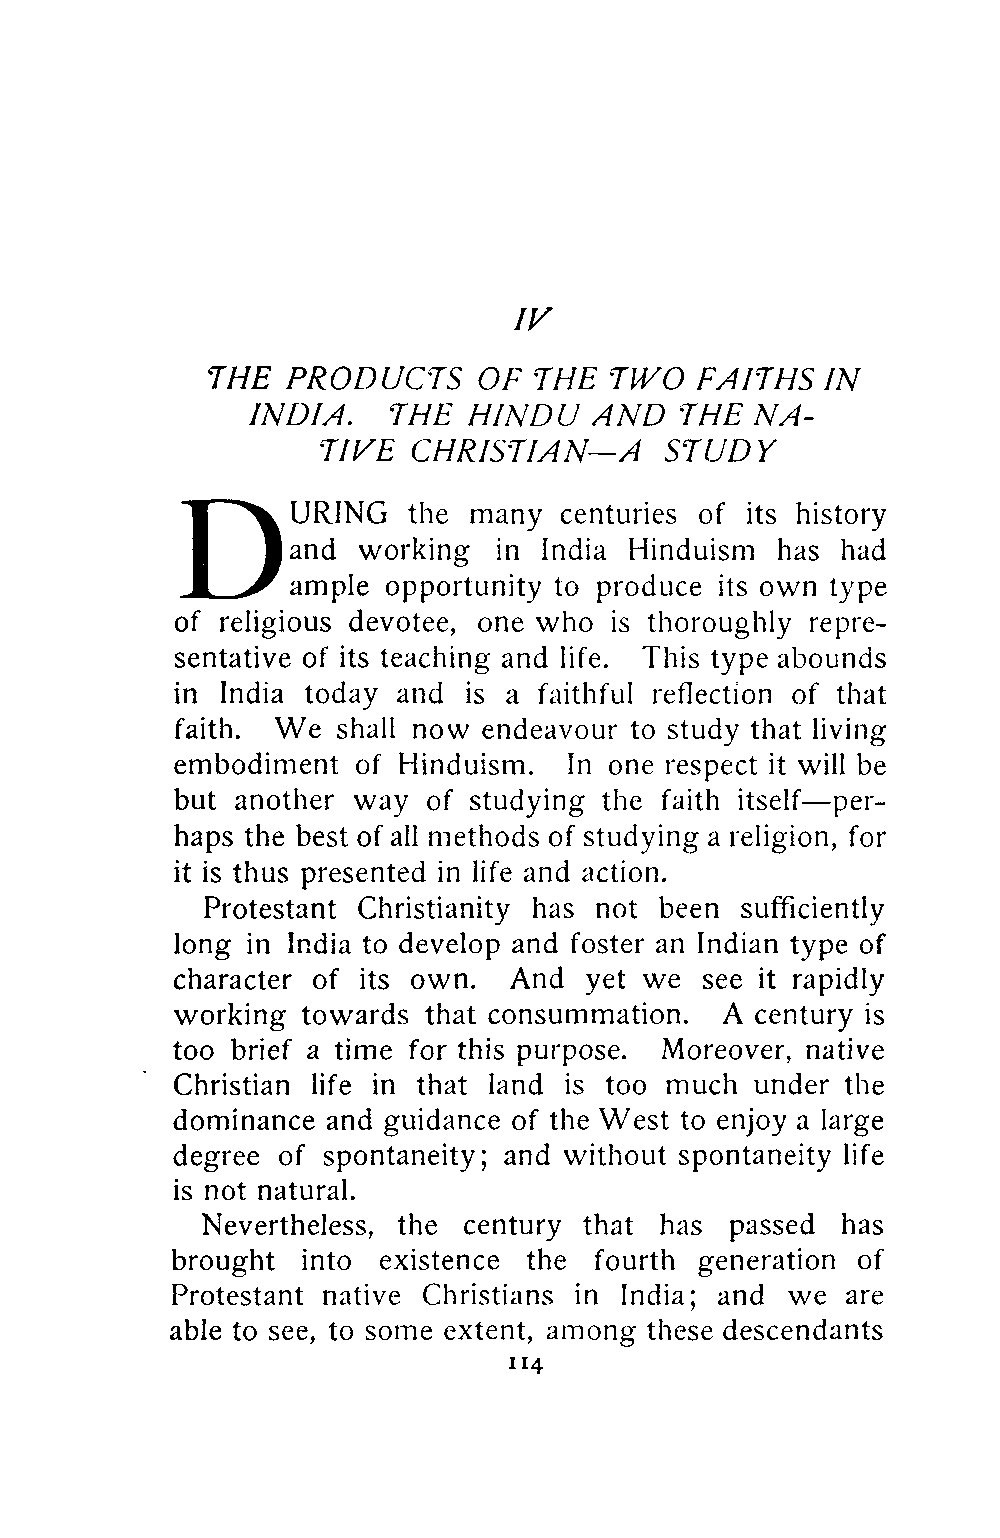 IV
THE PRODUCTS OF THE TWO FAITHS IN
INDIA. THE HINDU AND THE NA-
TIVE CHRISTIAN—A STUDY
DURING the many centuries of its history
and working in India Hinduism has had
ample opportunity to produce its own type
of religious devotee, one who is thoroughly repre-
sentative of its teaching and life. This type abounds
in India today and is a faithful reflection of that
faith. We shall now endeavour to study that living
embodiment of Hinduism. In one respect it will be
but another way of studying the faith itself—per-
haps the best of all methods of studying a religion, for
it is thus presented in life and action.
Protestant Christianity has not been sufficiently
long in India to develop and foster an Indian type of
character of its own. And yet we see it rapidly
working towards that consummation. A century is
too brief a time for this purpose. Moreover, native
Christian life in that land is too much under the
dominance and guidance of the West to enjoy a large
degree of spontaneity; and without spontaneity life
is not natural.
Nevertheless, the century that has passed has
brought into existence the fourth generation of
Protestant native Christians in India; and we are
able to see, to some extent, among these descendants
114